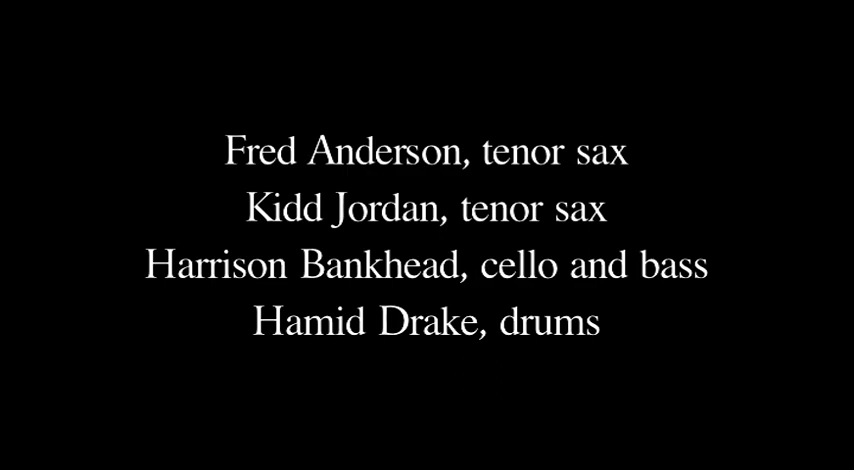 Fred Anderson, tenor sax
Kidd Jordan, tenor sax
Harrison Bankhead, cello and bass
Hamid Drake, drums